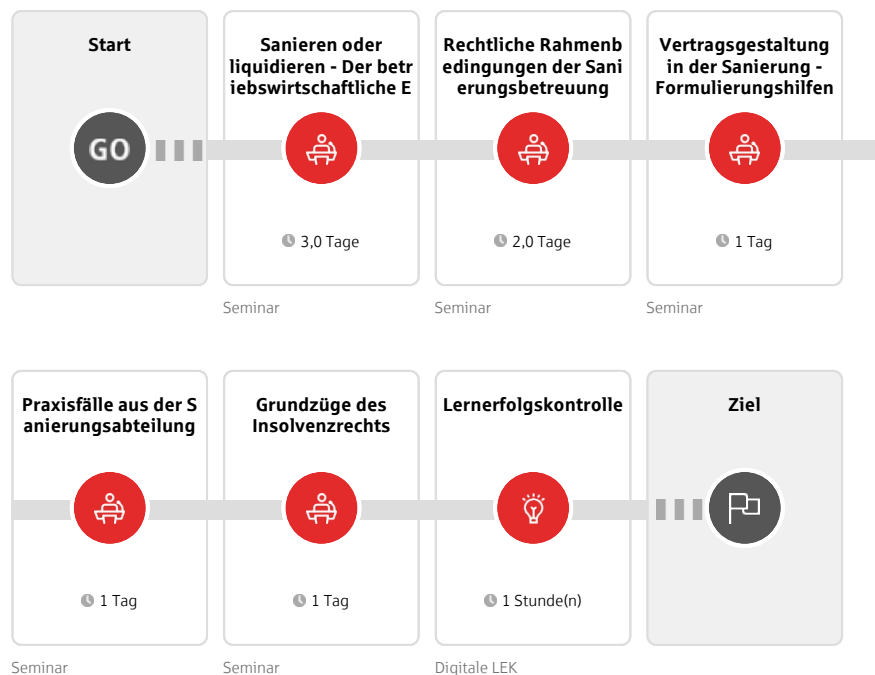 Start
GO
Sanieren oder
liquidieren - Der betr
iebswirtschaftliche E
3,0 Tage
Seminar
Rechtliche Rahmenb
edingungen der Sani
erungsbetreuung
2,0 Tage
Seminar
Vertragsgestaltung
in der Sanierung -
Formulierungshilfen
1 Tag
Seminar
Praxisfälle aus der S
anierungsabteilung
1 Tag
Seminar
Grundzüge des
Insolvenzrechts
1 Tag
Seminar
Lernerfolgskontrolle
1 Stunde(n)
Digitale LEK
Ziel